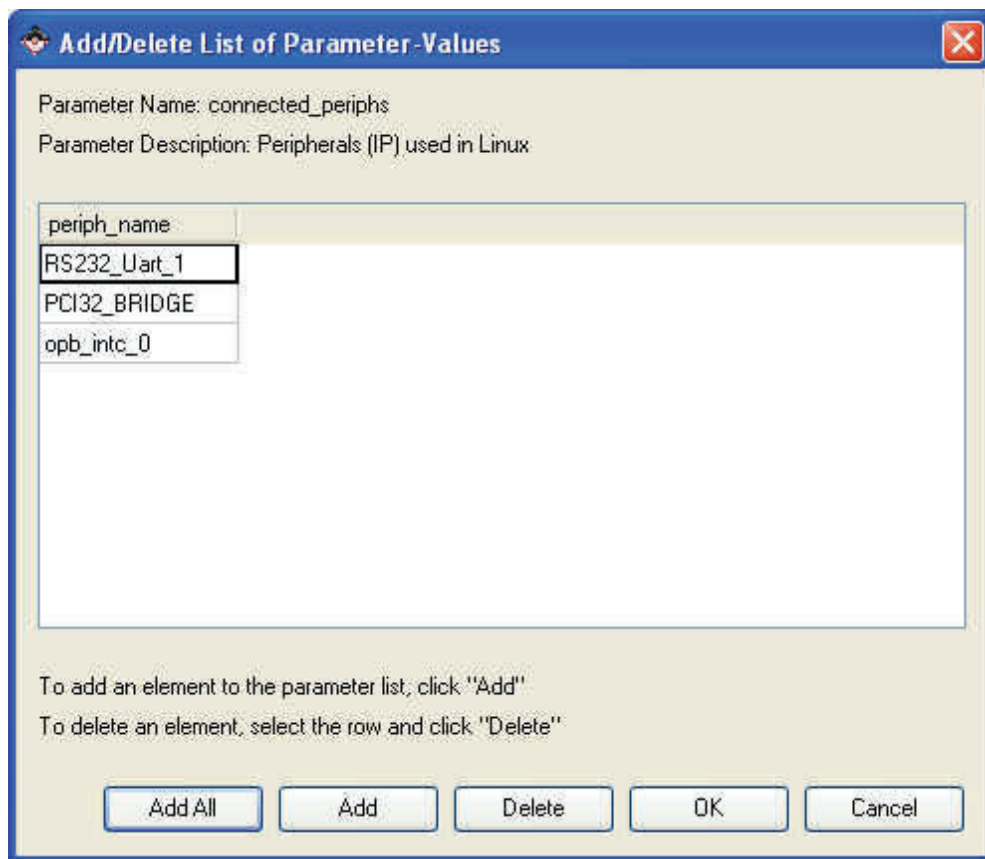 Add/Delete List of Parameter-Values
Parameter Name: connected_periphs
Parameter Description: Peripherals (IP) used in Linux
periph_name
RS232_Uart_1
PCI32_BRIDGE
opb_intc_0
To add an element to the parameter list, click "Add"
To delete an element, select the row and click "Delete"
Add All Add Delete OK Cancel